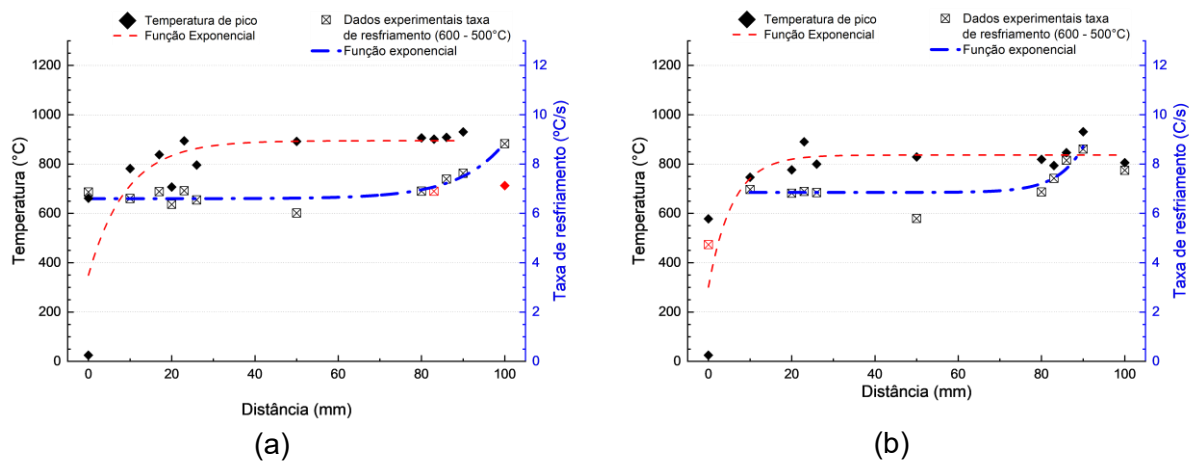 Temperatura de pico
Função Exponencial
Dados experimentais taxa
de resfriamento (600 - 500°C)
Função exponencial
1200
1000
800
600
400
200
0
Temperatura (°C)
12
10
8
6
4
2
0
Taxa de resfriamento (ºC/s)
0 20 40 60 80 100
Distância (mm)
(a)
Temperatura de pico
Função Exponencial
Dados experimentais taxa
de resfriamento (600 - 500°C)
Função exponencial
1200
1000
800
600
400
200
0
Temperatura (°C)
12
10
8
6
4
2
0
Taxa de resfriamento (C/s)
0 20 40 60 80 100
Distância (mm)
(b)